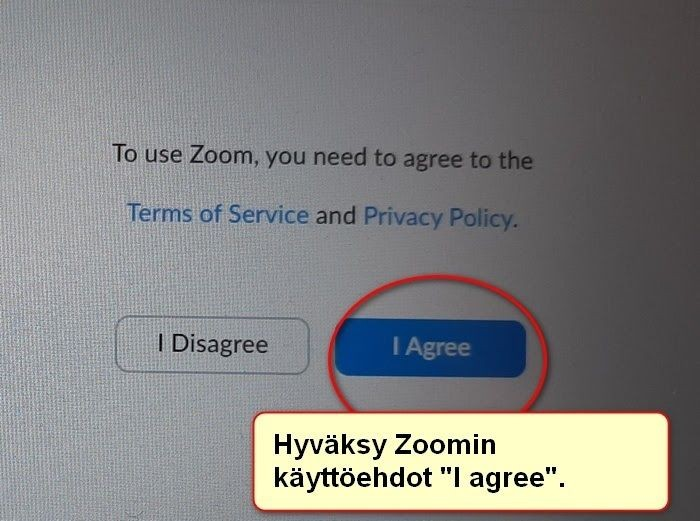 To use Zoom, you need to agree to the
Terms of Service and Privacy Policy.
I Disagree
I Agree
Hyväksy Zoomin
käyttöehdot "I agree".